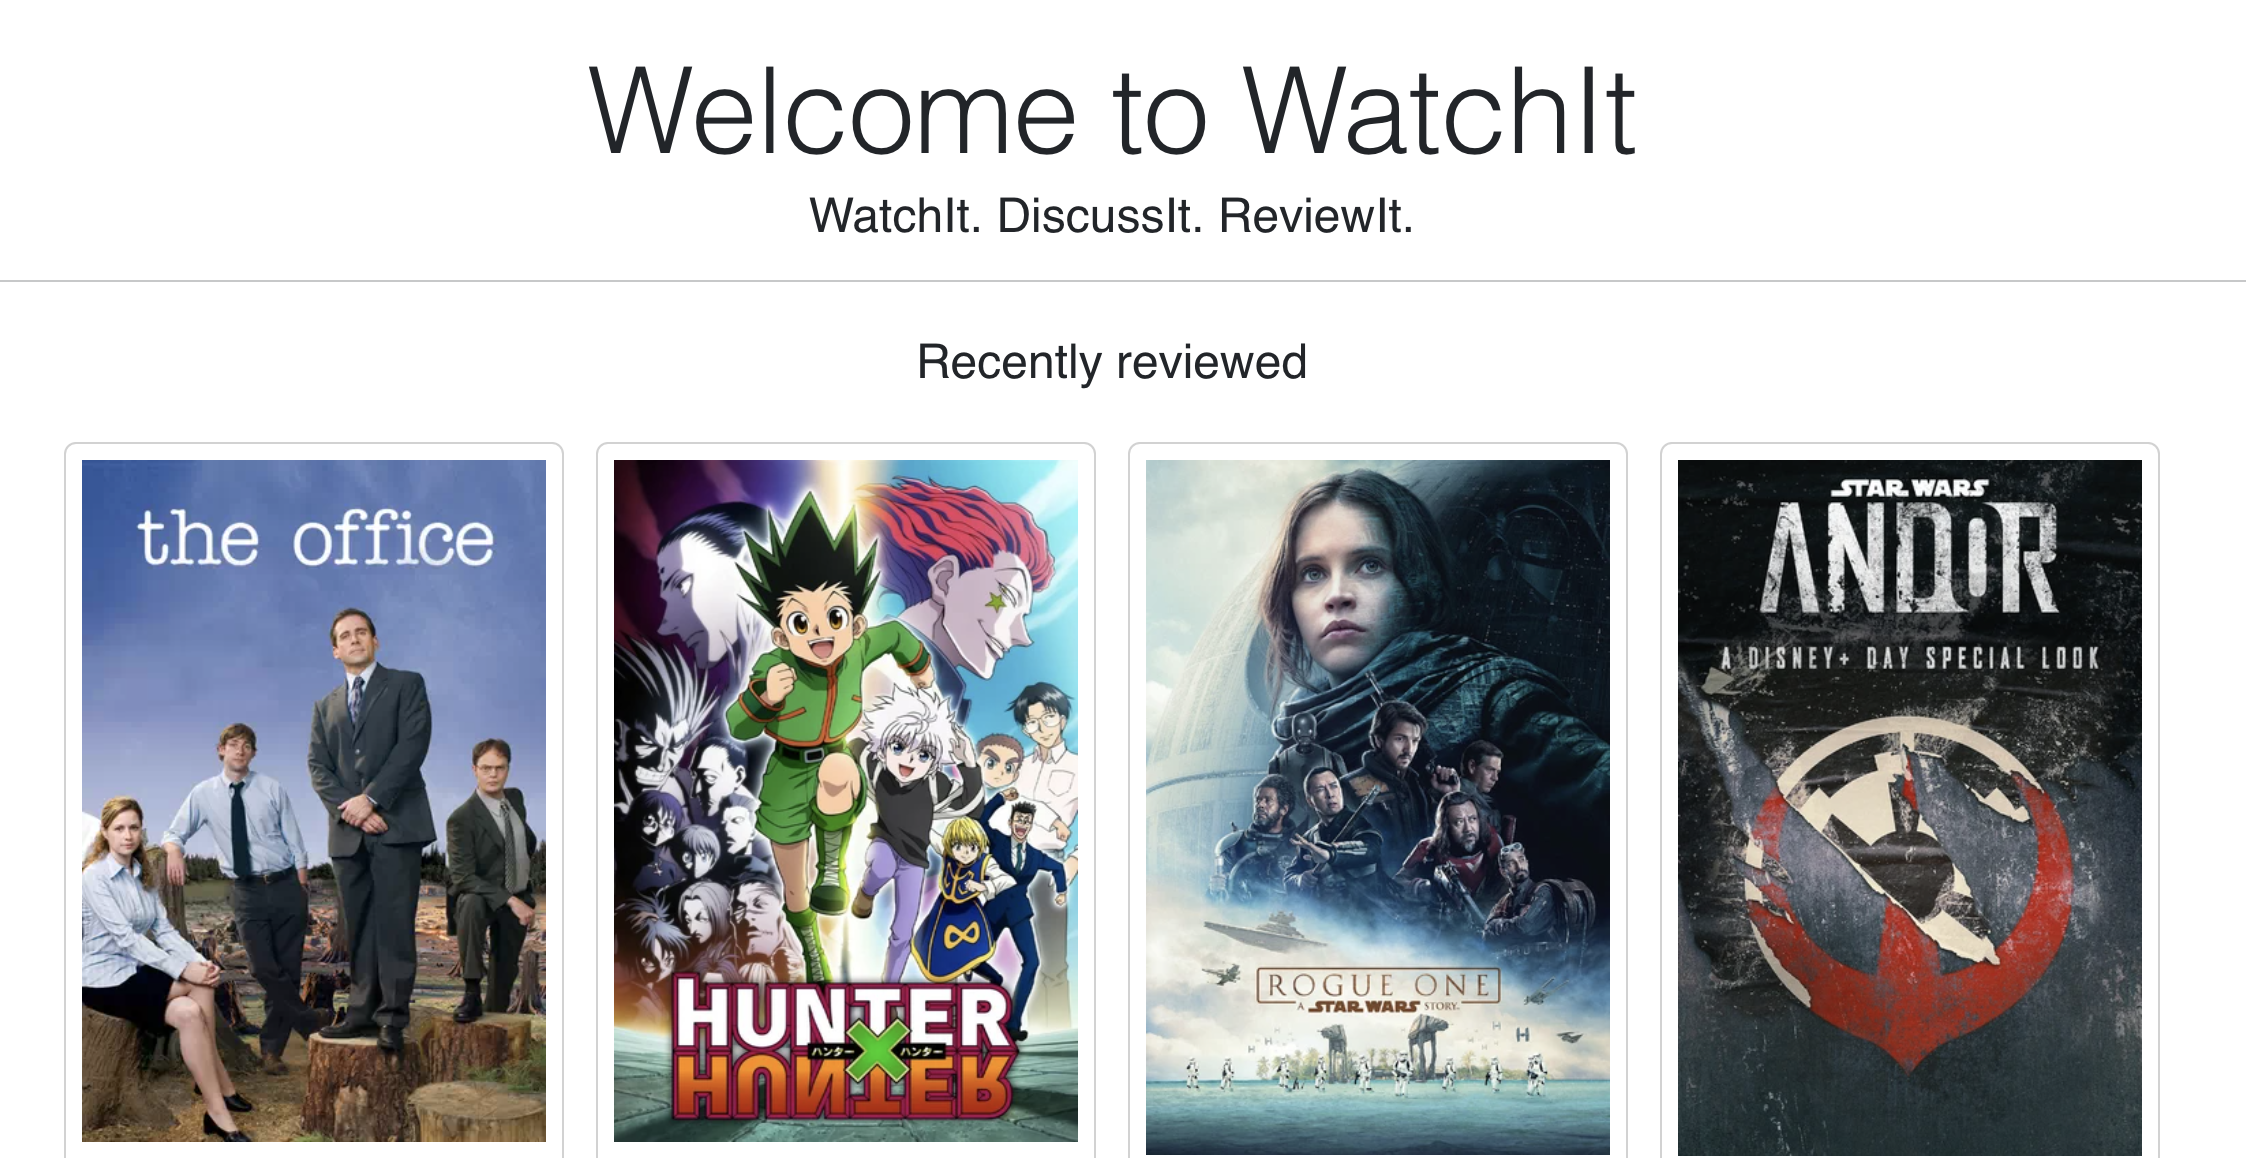 Welcome to WatchIt
WatchIt. DiscussIt. ReviewIt.
Recently reviewed
the office
HUNTER
ハンター × ハンター
HUNTER
ROGUE ONE
A STAR WARS STORY
STAR WARS
ANDOR
A DISNEY+ DAY SPECIAL LOOK